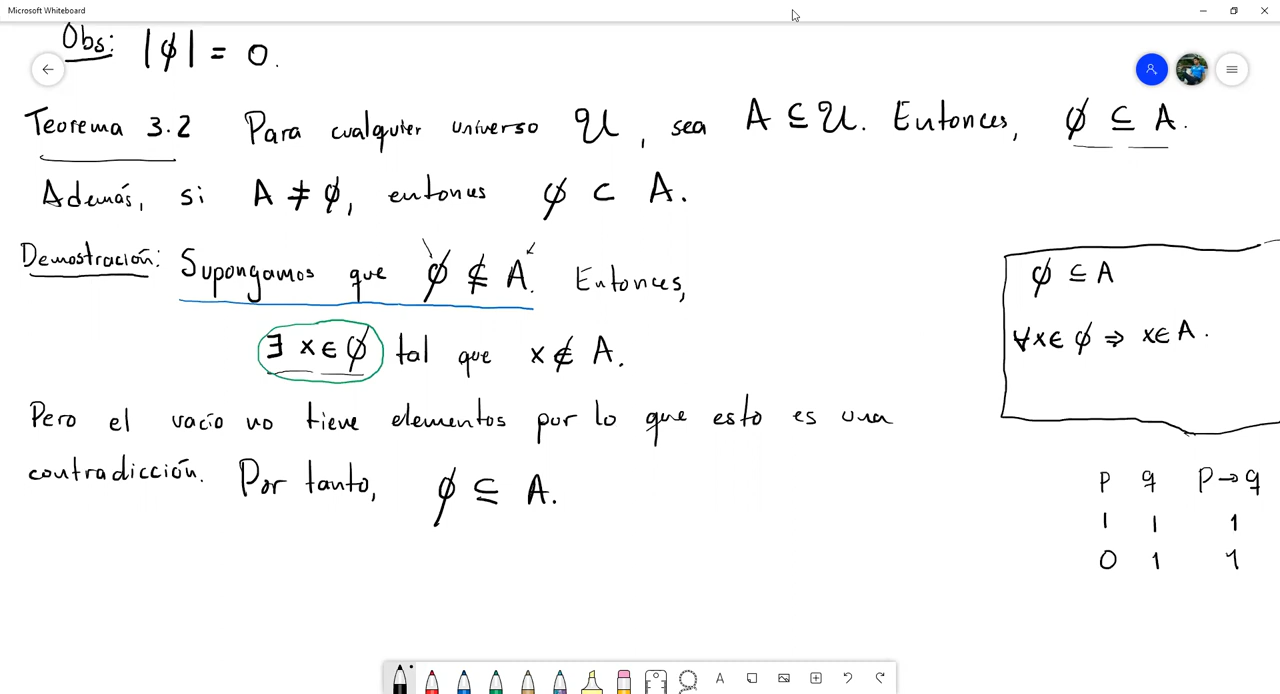 Microsoft Whiteboard
Obs: |∅| = 0.
Teorema 3.2 Para cualquier universo 𝒰, sea A ⊆ 𝒰. Entonces, ∅ ⊆ A.
Además, si A ≠ ∅, entonces ∅ ⊂ A.
Demostración: Supongamos que ∅ ⊈ A. Entonces,
∃ x ∈ ∅ tal que x ∉ A.
Pero el vacío no tiene elementos por lo que esto es una
contradicción. Por tanto, ∅ ⊆ A.
∅ ⊆ A
∀x ∈ ∅ ⇒ x ∈ A.
p q p → q
1 1 1
0 1 1